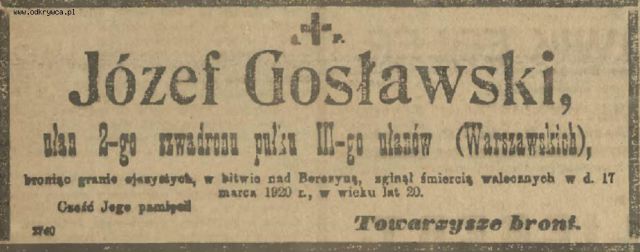 www.odkrywca.pl
ś. † p.
Józef Gosławski,
ułan 2-go szwadronu pułku III-go ułanów (Warszawskich),
broniąc granic ojczystych, w bitwie nad Berezyną, zginął śmiercią walecznych w d. 17
marca 1920 r., w wieku lat 20.
Cześć Jego pamięci!
Towarzysze broni.
2760